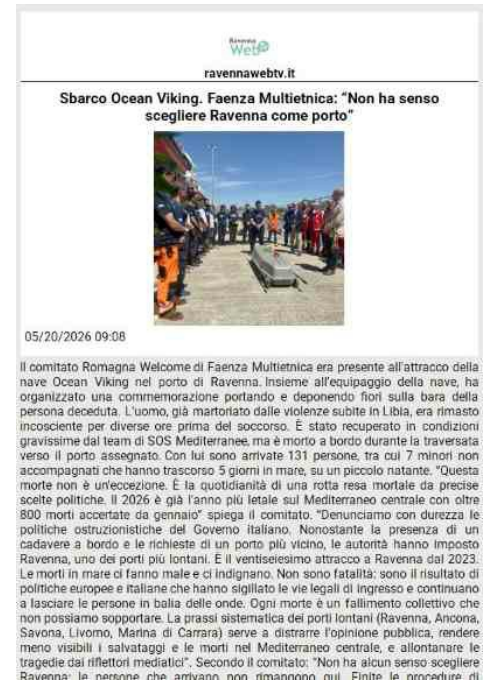 Ravenna
Web
ravennawebtv.it
Sbarco Ocean Viking. Faenza Multietnica: “Non ha senso
scegliere Ravenna come porto”
05/20/2026 09:08
Il comitato Romagna Welcome di Faenza Multietnica era presente all'attracco della
nave Ocean Viking nel porto di Ravenna. Insieme all'equipaggio della nave, ha
organizzato una commemorazione portando e deponendo fiori sulla bara della
persona deceduta. L'uomo, già martoriato dalle violenze subite in Libia, era rimasto
incosciente per diverse ore prima del soccorso. È stato recuperato in condizioni
gravissime dal team di SOS Mediterranee, ma è morto a bordo durante la traversata
verso il porto assegnato. Con lui sono arrivate 131 persone, tra cui 7 minori non
accompagnati che hanno trascorso 5 giorni in mare, su un piccolo natante. “Questa
morte non è un'eccezione. È la quotidianità di una rotta resa mortale da precise
scelte politiche. Il 2026 è già l'anno più letale sul Mediterraneo centrale con oltre
800 morti accertate da gennaio” spiega il comitato. “Denunciamo con durezza le
politiche ostruzionistiche del Governo italiano. Nonostante la presenza di un
cadavere a bordo e le richieste di un porto più vicino, le autorità hanno imposto
Ravenna, uno dei porti più lontani. È il ventiseiesimo attracco a Ravenna dal 2023.
Le morti in mare ci fanno male e ci indignano. Non sono fatalità: sono il risultato di
politiche europee e italiane che hanno sigillato le vie legali di ingresso e continuano
a lasciare le persone in balia delle onde. Ogni morte è un fallimento collettivo che
non possiamo sopportare. La prassi sistematica dei porti lontani (Ravenna, Ancona,
Savona, Livorno, Marina di Carrara) serve a distrarre l'opinione pubblica, rendere
meno visibili i salvataggi e le morti nel Mediterraneo centrale, e allontanare le
tragedie dai riflettori mediatici”. Secondo il comitato: “Non ha alcun senso scegliere
Ravenna: le persone che arrivano non rimangono qui. Finite le procedure di